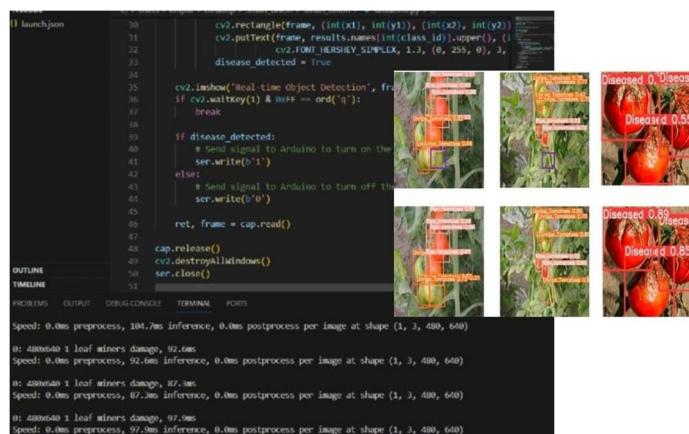 launch.json
30 cv2.rectangle(frame, (int(x1), int(y1)), (int(x2), int(y2))
31 cv2.putText(frame, results.names[int(class_id)].upper(), (i
32 cv2.FONT_HERSHEY_SIMPLEX, 1.3, (0, 255, 0), 3,
33 disease_detected = True
34
35 cv2.imshow('Real-time Object Detection', fra
36 if cv2.waitKey(1) & 0xFF == ord('q'):
37 break
38
39 if disease_detected:
40 # Send signal to Arduino to turn on the
41 ser.write(b'1')
42 else:
43 # Send signal to Arduino to turn off the
44 ser.write(b'0')
45
46 ret, frame = cap.read()
47
48 cap.release()
49 cv2.destroyAllWindows()
50 ser.close()
51
OUTLINE
TIMELINE
PROBLEMS OUTPUT DEBUG CONSOLE TERMINAL PORTS
Speed: 0.0ms preprocess, 104.7ms inference, 0.0ms postprocess per image at shape (1, 3, 480, 640)
0: 480x640 1 leaf miners damage, 92.6ms
Speed: 0.0ms preprocess, 92.6ms inference, 0.0ms postprocess per image at shape (1, 3, 480, 640)
0: 480x640 1 leaf miners damage, 87.3ms
Speed: 0.0ms preprocess, 87.3ms inference, 0.0ms postprocess per image at shape (1, 3, 480, 640)
0: 480x640 1 leaf miners damage, 97.9ms
Speed: 0.0ms preprocess, 97.9ms inference, 0.0ms postprocess per image at shape (1, 3, 480, 640)
Diseased 0.
Diseased 0.55
Diseased 0.89
Diseased 0.85